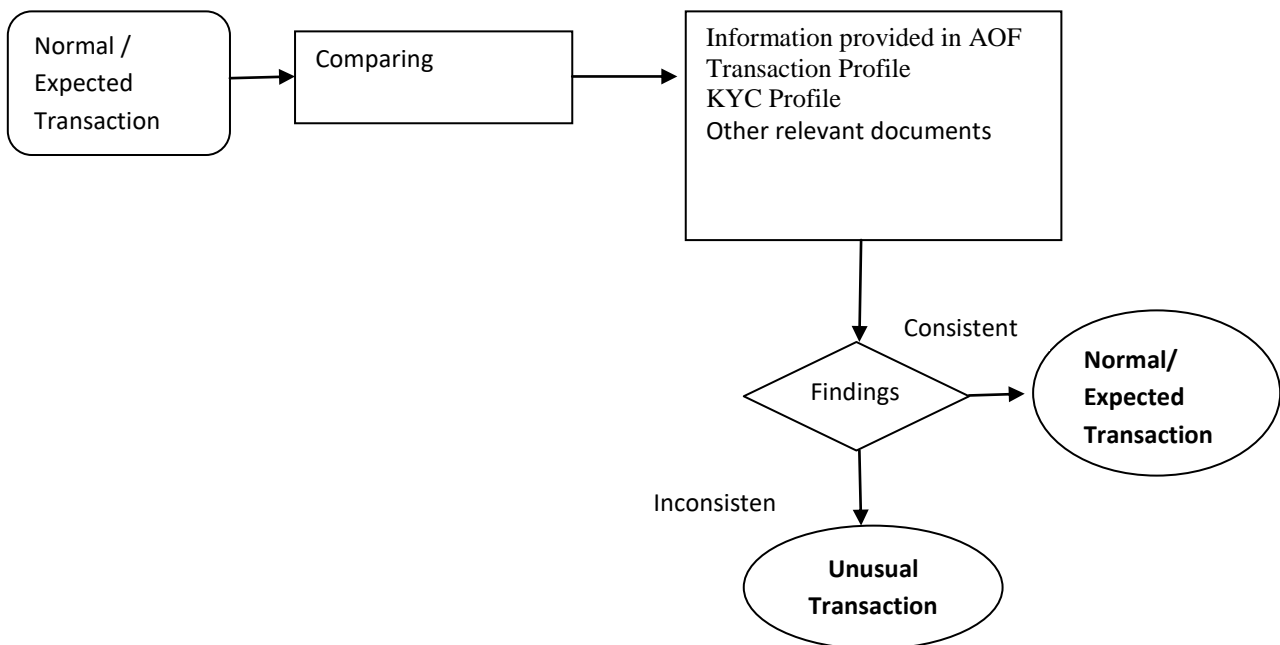 Normal /
Expected
Transaction
Comparing
Information provided in AOF
Transaction Profile
KYC Profile
Other relevant documents
Consistent
Findings
Normal/
Expected
Transaction
Inconsisten
Unusual
Transaction